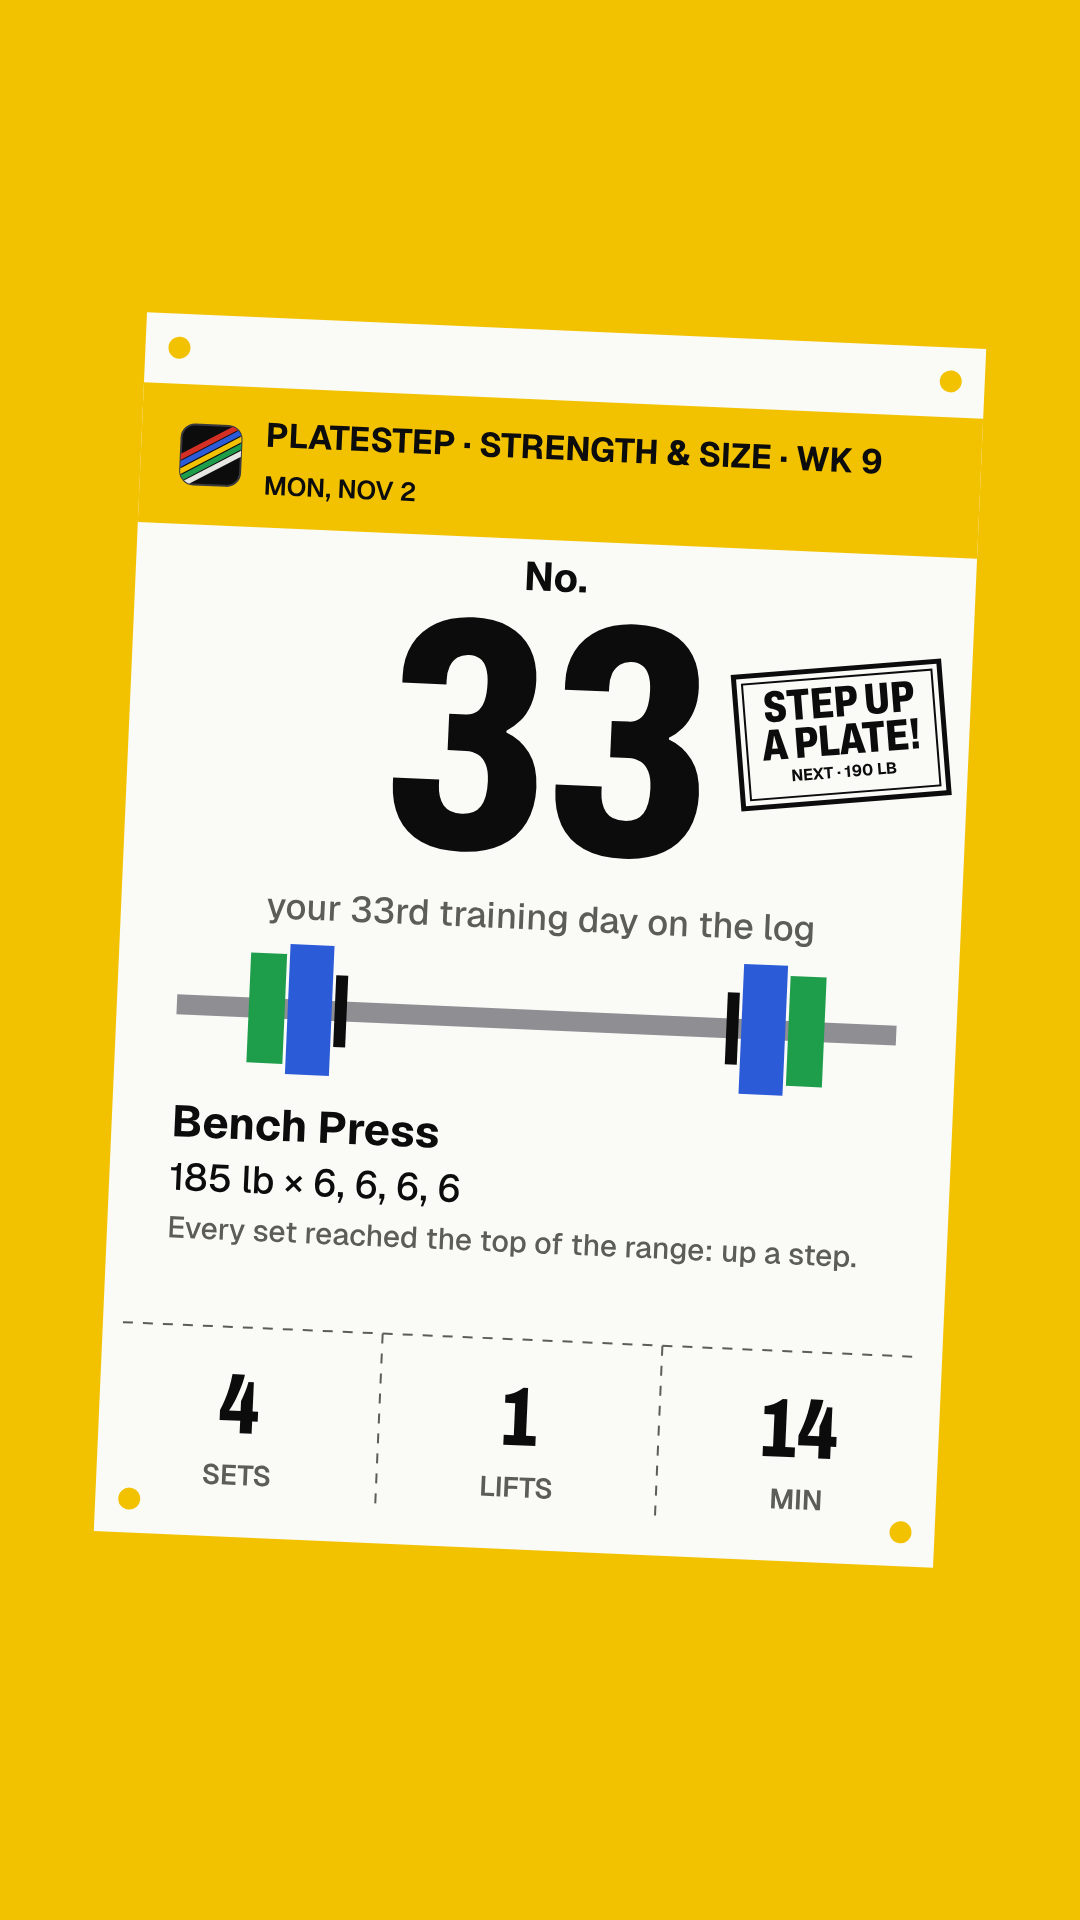 PLATESTEP · STRENGTH & SIZE · WK 9
MON, NOV 2
No.
33
STEP UP
A PLATE!
NEXT · 190 LB
your 33rd training day on the log
Bench Press
185 lb × 6, 6, 6, 6
Every set reached the top of the range: up a step.
4
SETS
1
LIFTS
14
MIN